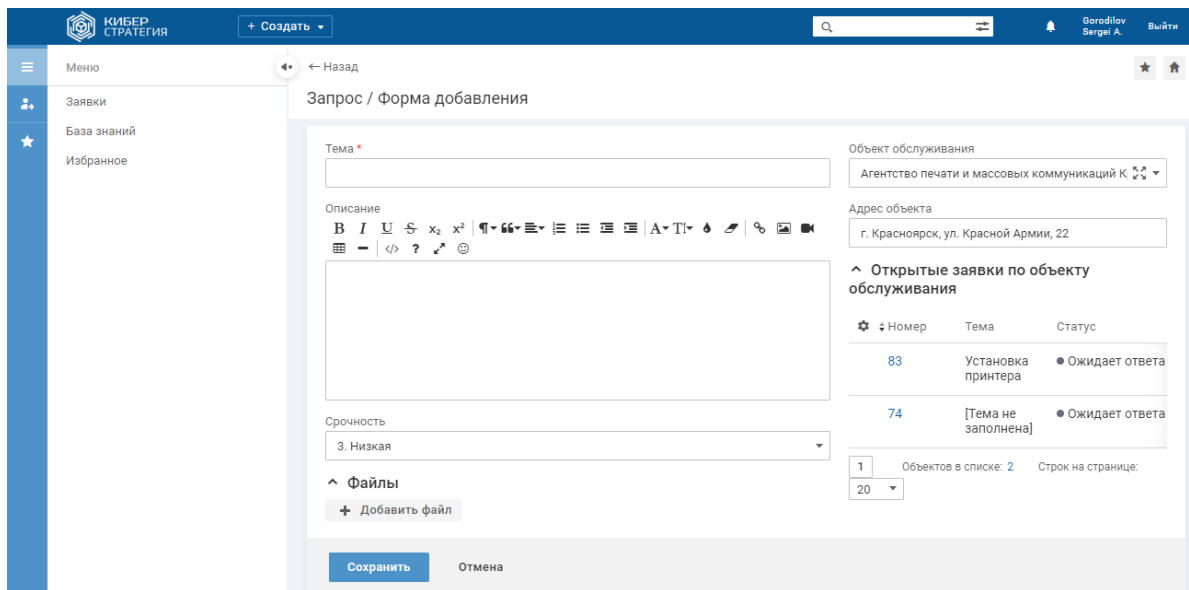 КИБЕР
СТРАТЕГИЯ
+ Создать
Gorodilov
Sergei A.
Выйти
Меню
Заявки
База знаний
Избранное
← Назад
Запрос / Форма добавления
Тема *
Описание
B I U S x₂ x² ¶ A T
</> ?
Срочность
3. Низкая
Файлы
+ Добавить файл
Сохранить Отмена
Объект обслуживания
Агентство печати и массовых коммуникаций К
Адрес объекта
г. Красноярск, ул. Красной Армии, 22
Открытые заявки по объекту
обслуживания
Номер Тема Статус
83 Установка принтера Ожидает ответа
74 [Тема не заполнена] Ожидает ответа
1 Объектов в списке: 2 Строк на странице:
20